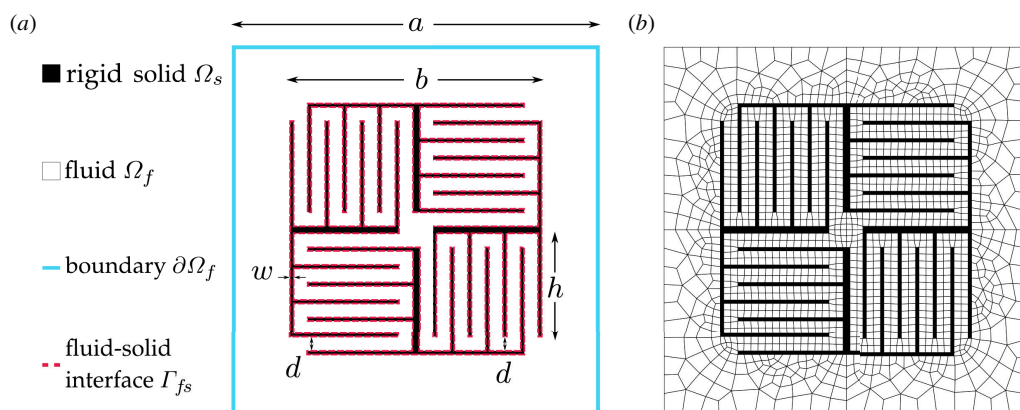 (a)
a
(b)
rigid solid Ωs
b
fluid Ωf
w
h
boundary ∂Ωf
fluid-solid
interface Γfs
d
d